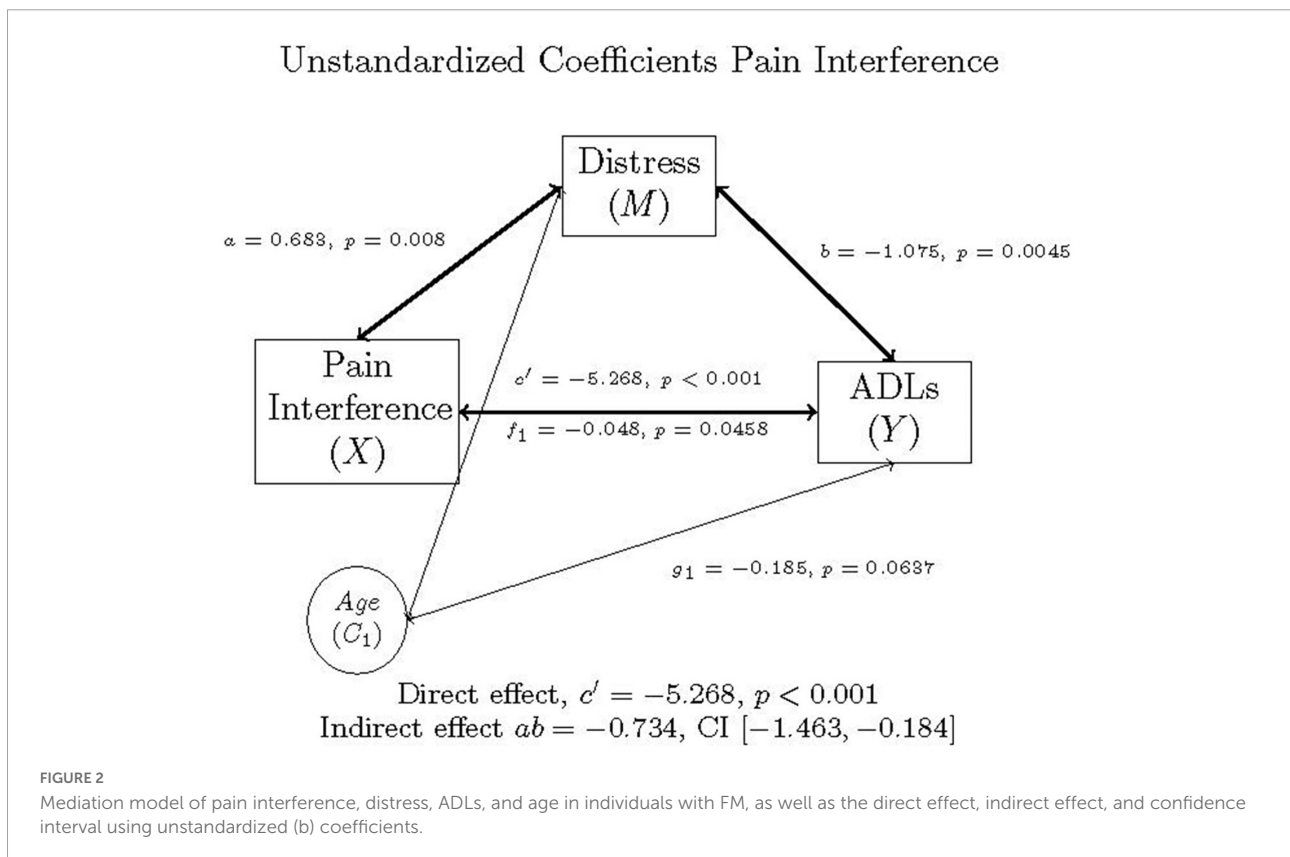 Unstandardized Coefficients Pain Interference
Distress
(M)
a = 0.683, p = 0.008
b = −1.075, p = 0.0045
Pain
Interference
(X)
c′ = −5.268, p < 0.001
f₁ = −0.048, p = 0.0458
ADLs
(Y)
g₁ = −0.185, p = 0.0637
Age
(C₁)
Direct effect, c′ = −5.268, p < 0.001
Indirect effect ab = −0.734, CI [−1.463, −0.184]
FIGURE 2
Mediation model of pain interference, distress, ADLs, and age in individuals with FM, as well as the direct effect, indirect effect, and confidence
interval using unstandardized (b) coefficients.